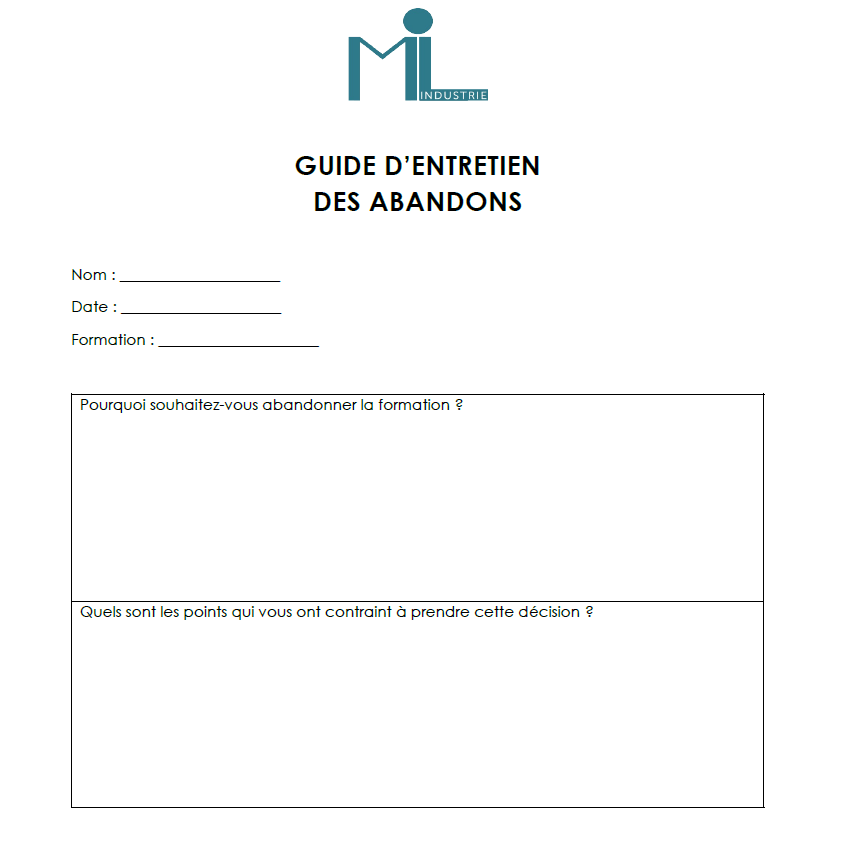 MiL
INDUSTRIE
GUIDE D’ENTRETIEN
DES ABANDONS
Nom : ____________________
Date : ____________________
Formation : ____________________
Pourquoi souhaitez-vous abandonner la formation ?
Quels sont les points qui vous ont contraint à prendre cette décision ?